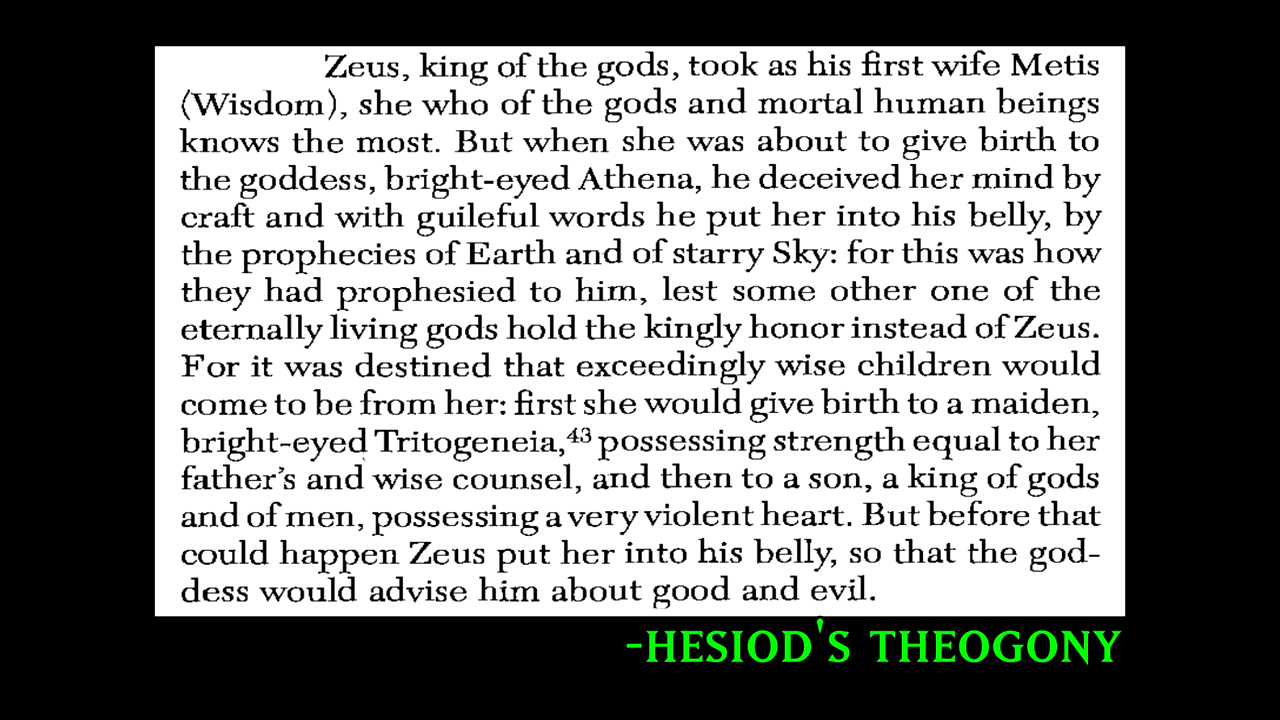 Zeus, king of the gods, took as his first wife Metis
(Wisdom), she who of the gods and mortal human beings
knows the most. But when she was about to give birth to
the goddess, bright-eyed Athena, he deceived her mind by
craft and with guileful words he put her into his belly, by
the prophecies of Earth and of starry Sky: for this was how
they had prophesied to him, lest some other one of the
eternally living gods hold the kingly honor instead of Zeus.
For it was destined that exceedingly wise children would
come to be from her: first she would give birth to a maiden,
bright-eyed Tritogeneia,⁴³ possessing strength equal to her
father's and wise counsel, and then to a son, a king of gods
and of men, possessing a very violent heart. But before that
could happen Zeus put her into his belly, so that the god-
dess would advise him about good and evil.
-HESIOD'S THEOGONY